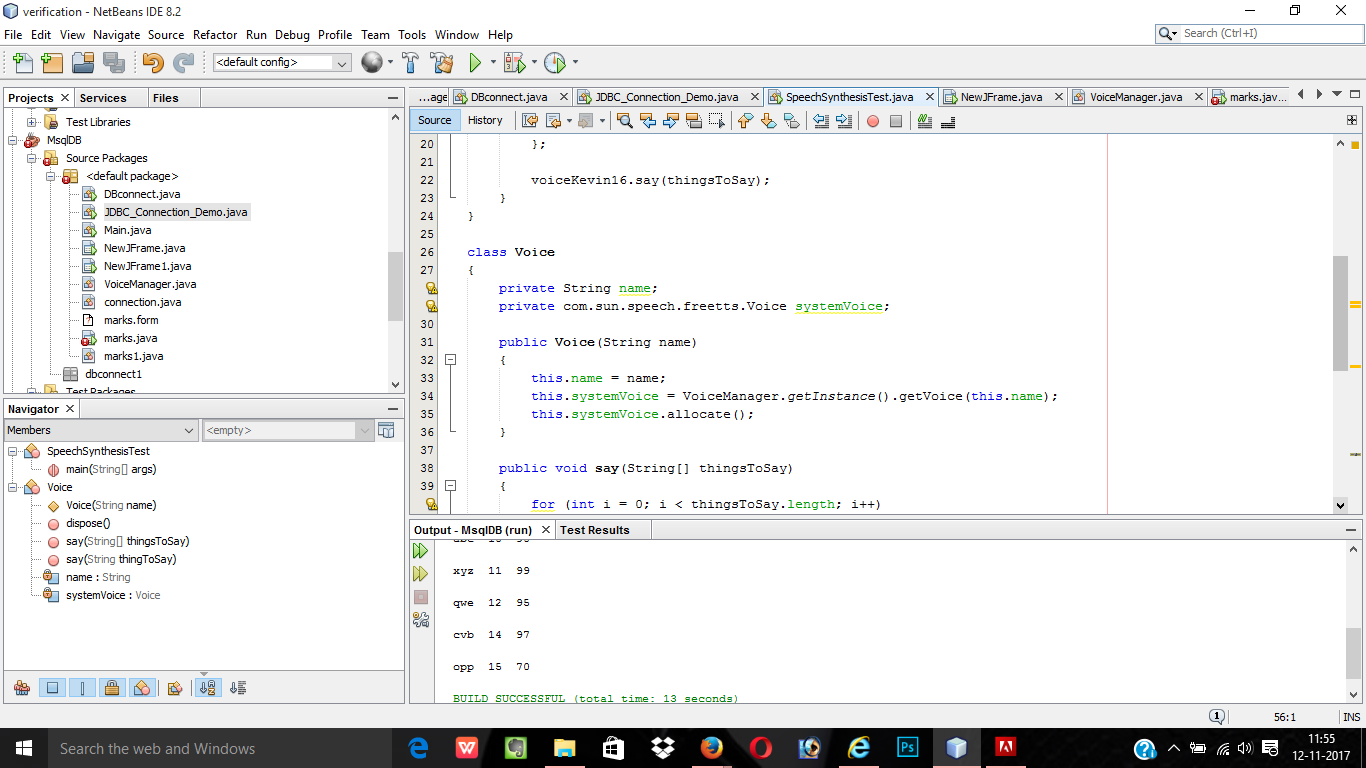 verification - NetBeans IDE 8.2
File Edit View Navigate Source Refactor Run Debug Profile Team Tools Window Help
Search (Ctrl+I)
<default config>
Projects Services Files
Test Libraries
MsqlDB
Source Packages
<default package>
DBconnect.java
JDBC_Connection_Demo.java
Main.java
NewJFrame.java
NewJFrame1.java
VoiceManager.java
connection.java
marks.form
marks.java
marks1.java
dbconnect1
Test Packages
Navigator
Members <empty>
SpeechSynthesisTest
main(String[] args)
Voice
Voice(String name)
dispose()
say(String[] thingsToSay)
say(String thingToSay)
name : String
systemVoice : Voice
...age DBconnect.java JDBC_Connection_Demo.java SpeechSynthesisTest.java NewJFrame.java VoiceManager.java marks.jav...
Source History
20 };
21
22 voiceKevin16.say(thingsToSay);
23 }
24 }
25
26 class Voice
27 {
private String name;
private com.sun.speech.freetts.Voice systemVoice;
30
31 public Voice(String name)
32 {
33 this.name = name;
34 this.systemVoice = VoiceManager.getInstance().getVoice(this.name);
35 this.systemVoice.allocate();
36 }
37
38 public void say(String[] thingsToSay)
39 {
for (int i = 0; i < thingsToSay.length; i++)
Output - MsqlDB (run) Test Results
xyz 11 99
qwe 12 95
cvb 14 97
opp 15 70
BUILD SUCCESSFUL (total time: 13 seconds)
1 56:1 INS
Search the web and Windows
11:55
12-11-2017